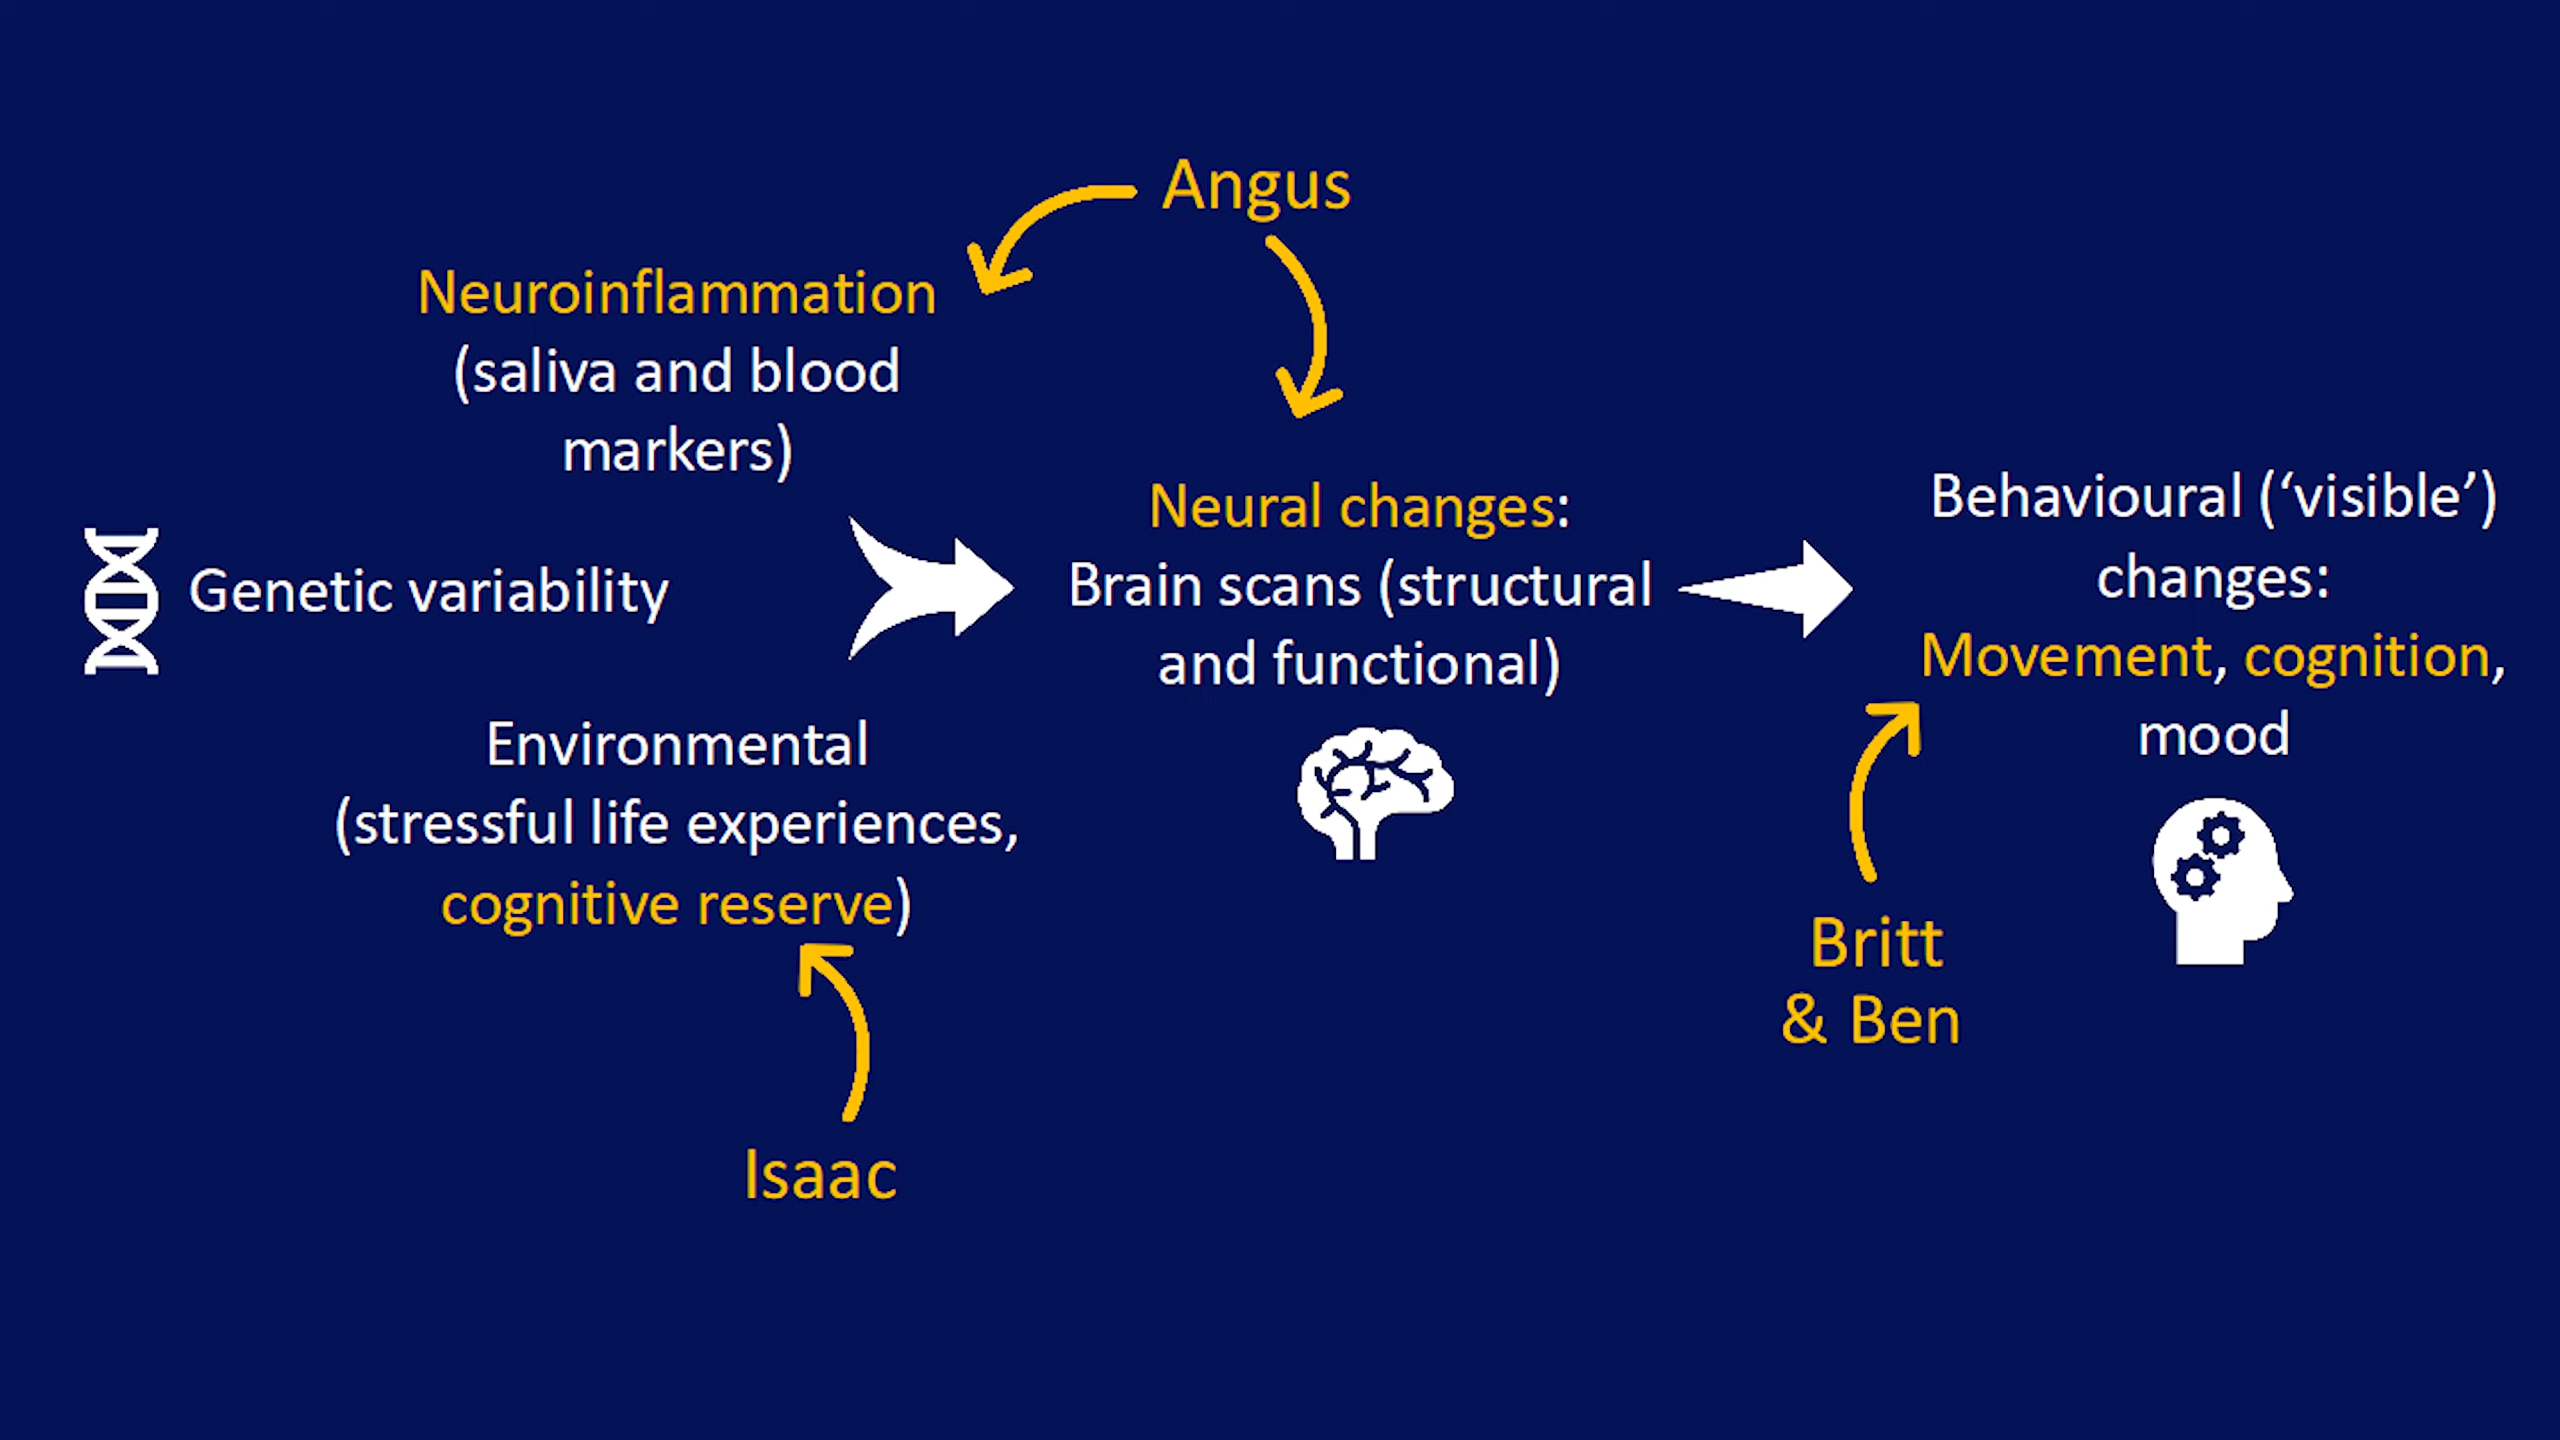 Angus
Neuroinflammation
(saliva and blood
markers)
Genetic variability
Environmental
(stressful life experiences,
cognitive reserve)
Isaac
Neural changes:
Brain scans (structural
and functional)
Behavioural (‘visible’)
changes:
Movement, cognition,
mood
Britt
& Ben